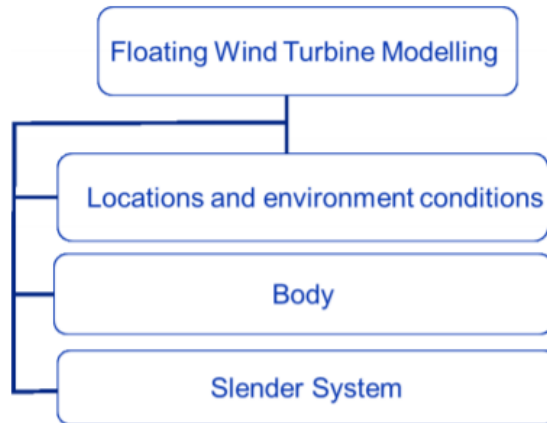 Floating Wind Turbine Modelling
Locations and environment conditions
Body
Slender System